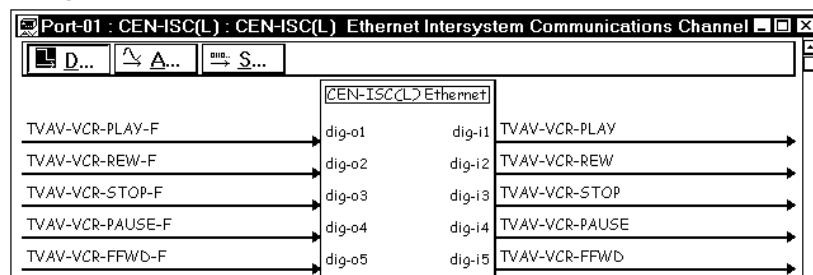 Port-01 : CEN-ISC(L) : CEN-ISC(L) Ethernet Intersystem Communications Channel
D... A... S...
CEN-ISC(L) Ethernet
TVAV-VCR-PLAY-F dig-o1 dig-i1 TVAV-VCR-PLAY
TVAV-VCR-REW-F dig-o2 dig-i2 TVAV-VCR-REW
TVAV-VCR-STOP-F dig-o3 dig-i3 TVAV-VCR-STOP
TVAV-VCR-PAUSE-F dig-o4 dig-i4 TVAV-VCR-PAUSE
TVAV-VCR-FFWD-F dig-o5 dig-i5 TVAV-VCR-FFWD